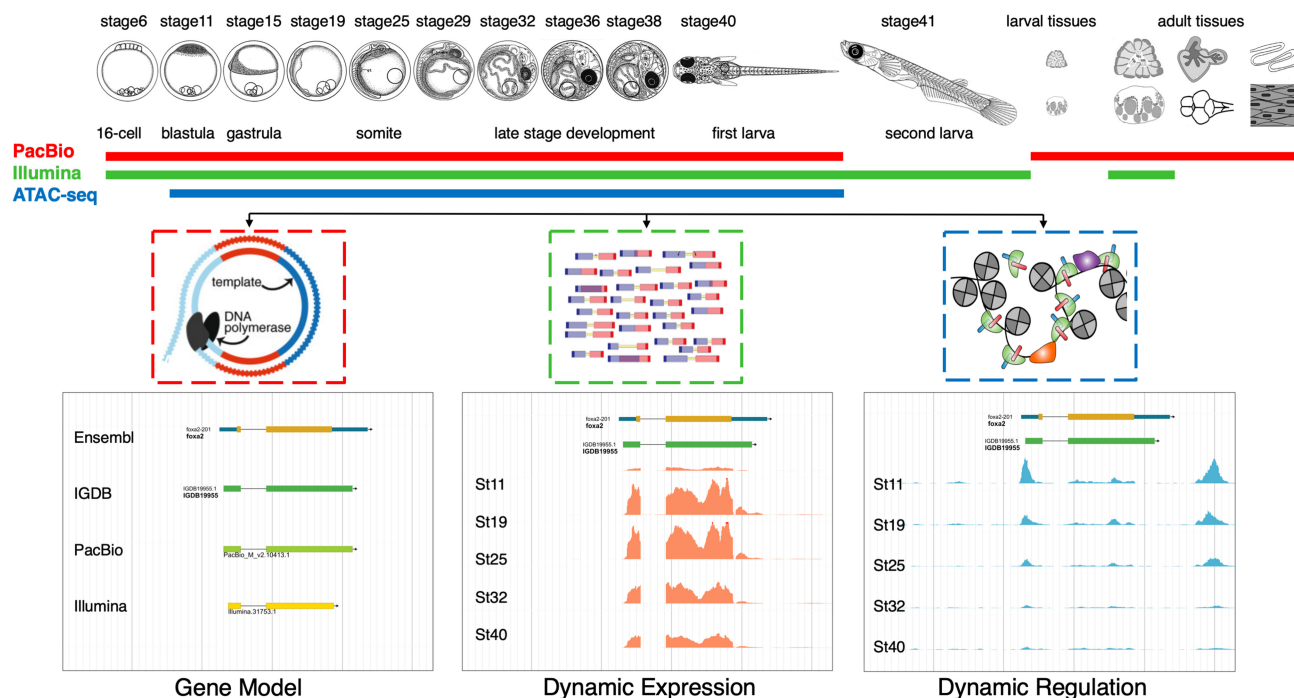 stage6 stage11 stage15 stage19 stage25 stage29 stage32 stage36 stage38 stage40 stage41 larval tissues adult tissues
16-cell blastula gastrula somite late stage development first larva second larva
PacBio
Illumina
ATAC-seq
template
DNA
polymerase
Ensembl
foxa2-201
foxa2
IGDB
IGDB19955.1
IGDB19955
PacBio
PacBio_M_v2.10413.1
Illumina
Illumina.31753.1
Gene Model
foxa2-201
foxa2
IGDB19955.1
IGDB19955
St11
St19
St25
St32
St40
Dynamic Expression
foxa2-201
foxa2
IGDB19955.1
IGDB19955
St11
St19
St25
St32
St40
Dynamic Regulation